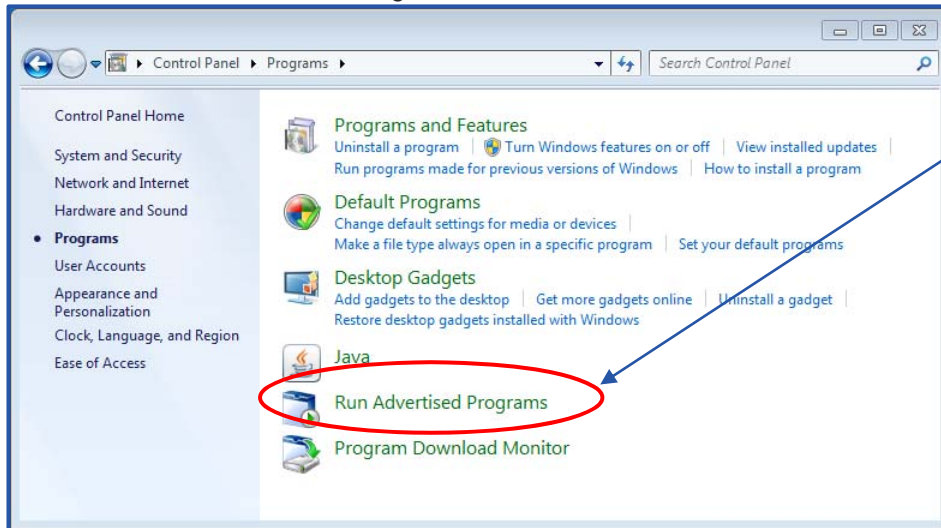 Control Panel Programs
Search Control Panel
Control Panel Home
System and Security
Network and Internet
Hardware and Sound
Programs
User Accounts
Appearance and
Personalization
Clock, Language, and Region
Ease of Access
Programs and Features
Uninstall a program Turn Windows features on or off View installed updates
Run programs made for previous versions of Windows How to install a program
Default Programs
Change default settings for media or devices
Make a file type always open in a specific program Set your default programs
Desktop Gadgets
Add gadgets to the desktop Get more gadgets online Uninstall a gadget
Restore desktop gadgets installed with Windows
Java
Run Advertised Programs
Program Download Monitor